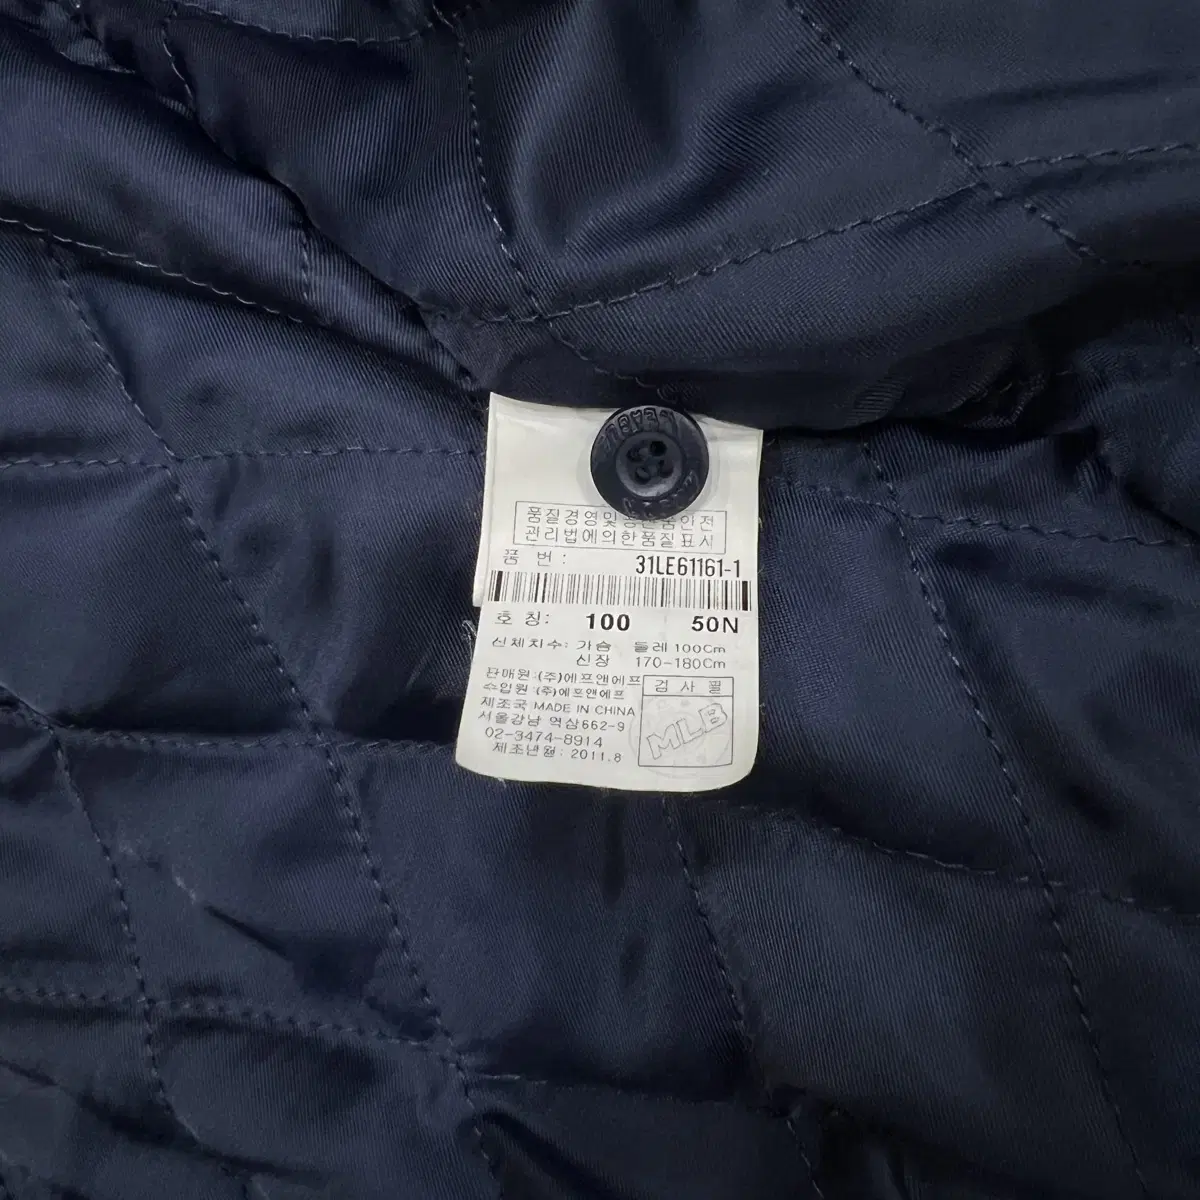 품질경영및 안전
관리법에의한품질표시
품 번: 31LE61161-1
호칭: 100 50N
신체치수: 가슴 둘레 100Cm
신장 170-180Cm
판매원:(주)에프앤에프
수입원:(주)에프앤에프
제조국 MADE IN CHINA
서울강남 역삼662-9
02-3474-8914
제조년월: 2011.8
검사필
MLB